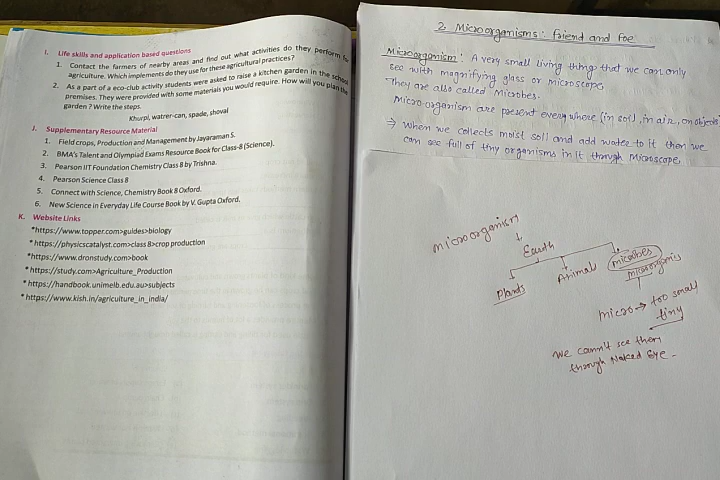 I. Life skills and application based questions
1. Contact the farmers of nearby areas and find out what activities do they perform
agriculture. Which implements do they use for these agricultural practices?
2. As a part of a eco-club activity students were asked to raise a kitchen garden in the school
premises. They were provided with some materials you would require. How will you plan the
garden ? Write the steps.
Khurpi, watrer-can, spade, shoval
J. Supplementary Resource Material
1. Field crops, Production and Management by Jayaraman S.
2. BMA's Talent and Olympiad Exams Resource Book for Class-8 (Science).
3. Pearson IIT Foundation Chemistry Class 8 by Trishna.
4. Pearson Science Class 8
5. Connect with Science, Chemistry Book 8 Oxford.
6. New Science in Everyday Life Course Book by V. Gupta Oxford.
K. Website Links
*https://www.topper.com>guides>biology
*https://physicscatalyst.com>class 8>crop production
*https://www.dronstudy.com>book
*https://study.com>Agriculture_Production
*https://handbook.unimelb.edu.au>subjects
*https://www.kish.in/agriculture_in_india/
2. Microorganisms : friend and foe
Microorganism : A very small living things that we can only
see with magnifying glass or microscope
They are also called Microbes.
Micro-organism are present everywhere (in soil, in air, on objects
⇒ When we collects moist soil and add water to it then we
can see full of tiny organisms in it through Microscope,
microorganism
↓
Earth
Plants
Animal
microbes
microorganis
micro → too small
tiny
we cann't see them
through Naked Eye -